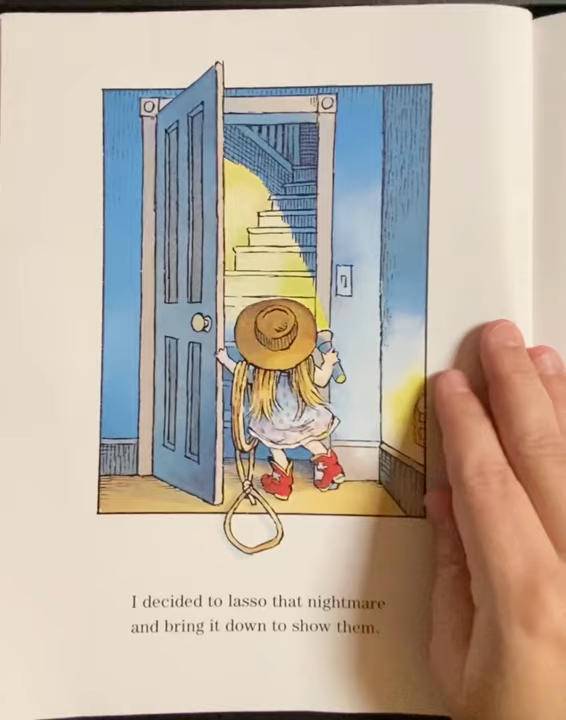 I decided to lasso that nightmare
and bring it down to show them.